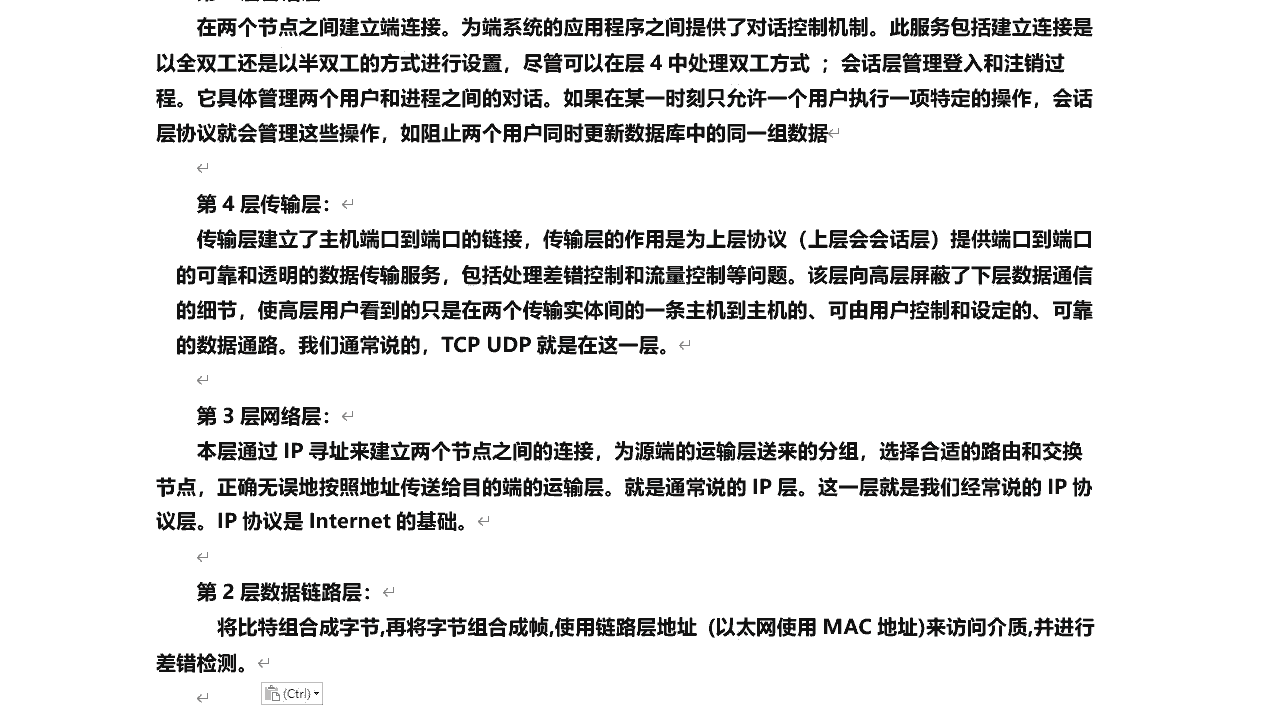 在两个节点之间建立端连接。为端系统的应用程序之间提供了对话控制机制。此服务包括建立连接是
以全双工还是以半双工的方式进行设置，尽管可以在层 4 中处理双工方式 ；会话层管理登入和注销过
程。它具体管理两个用户和进程之间的对话。如果在某一时刻只允许一个用户执行一项特定的操作，会话
层协议就会管理这些操作，如阻止两个用户同时更新数据库中的同一组数据
第 4 层传输层：
传输层建立了主机端口到端口的链接，传输层的作用是为上层协议（上层会会话层）提供端口到端口
的可靠和透明的数据传输服务，包括处理差错控制和流量控制等问题。该层向高层屏蔽了下层数据通信
的细节，使高层用户看到的只是在两个传输实体间的一条主机到主机的、可由用户控制和设定的、可靠
的数据通路。我们通常说的，TCP UDP 就是在这一层。
第 3 层网络层：
本层通过 IP 寻址来建立两个节点之间的连接，为源端的运输层送来的分组，选择合适的路由和交换
节点，正确无误地按照地址传送给目的端的运输层。就是通常说的 IP 层。这一层就是我们经常说的 IP 协
议层。IP 协议是 Internet 的基础。
第 2 层数据链路层：
将比特组合成字节,再将字节组合成帧,使用链路层地址 (以太网使用 MAC 地址)来访问介质,并进行
差错检测。
(Ctrl)